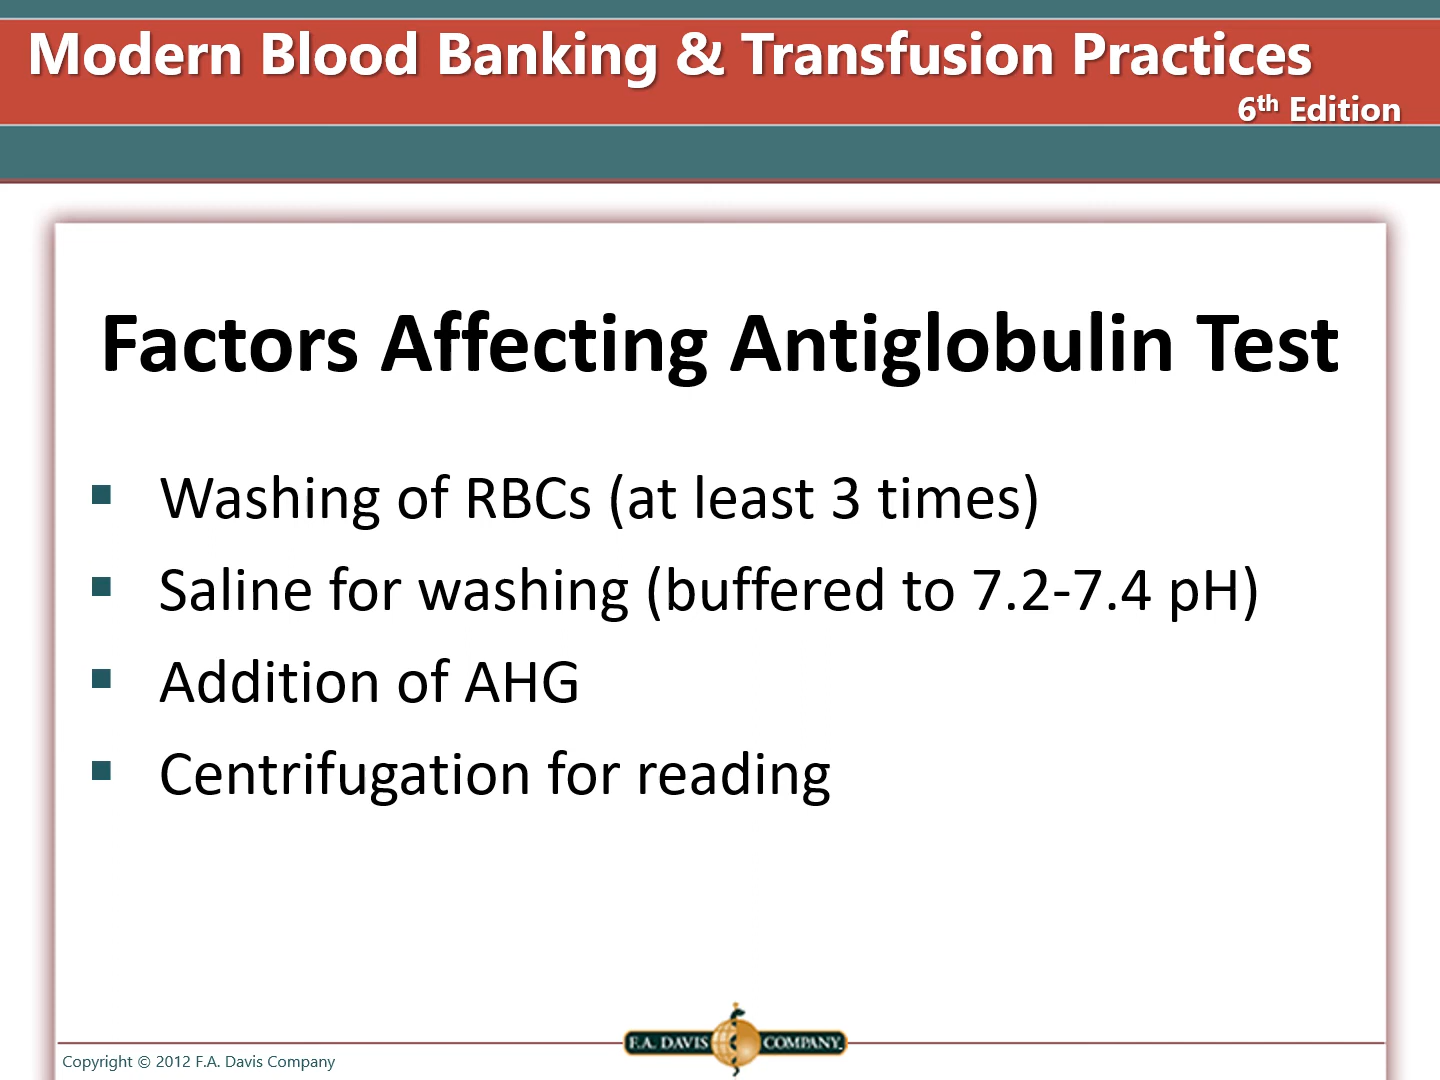 Modern Blood Banking & Transfusion Practices
6th Edition
Factors Affecting Antiglobulin Test
▪ Washing of RBCs (at least 3 times)
▪ Saline for washing (buffered to 7.2-7.4 pH)
▪ Addition of AHG
▪ Centrifugation for reading
F.A. DAVIS COMPANY.
Copyright © 2012 F.A. Davis Company